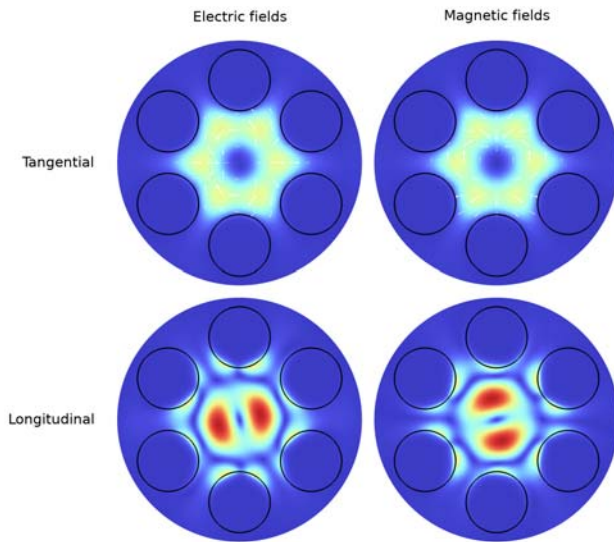 Electric fields
Magnetic fields
Tangential
Longitudinal